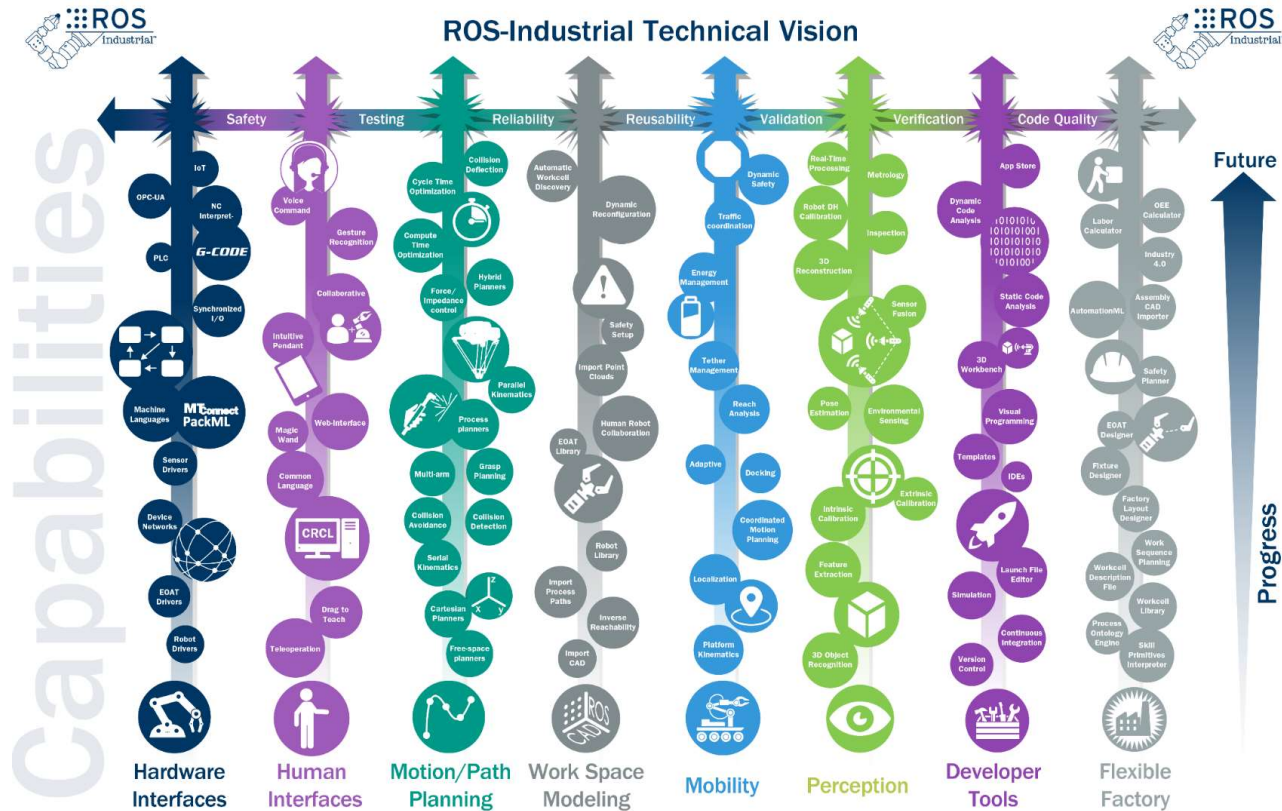 ROS
Industrial
ROS-Industrial Technical Vision
ROS
Industrial
Capabilities
Safety
Testing
Reliability
Reusability
Validation
Verification
Code Quality
Future
Progress
IoT
OPC-UA
NC
Interpret-
G-CODE
PLC
Synchronized
I/O
Machine
Languages
MTConnect
PackML
Sensor
Drivers
Device
Networks
EOAT
Drivers
Robot
Drivers
Hardware
Interfaces
Voice
Command
Gesture
Recognition
Collaborative
Intuitive
Pendant
Web-Interface
Magic
Wand
Common
Language
CRCL
Drag to
Teach
Teleoperation
Human
Interfaces
Collision
Deflection
Cycle Time
Optimization
Compute
Time
Optimization
Hybrid
Planners
Force/
Impedance
control
Parallel
Kinematics
Process
planners
Multi-arm
Grasp
Planning
Collision
Avoidance
Collision
Detection
Serial
Kinematics
Z
X
y
Cartesian
Planners
Free-space
planners
Motion/Path
Planning
Automatic
Workcell
Discovery
Dynamic
Reconfiguration
Safety
Setup
Import Point
Clouds
Human Robot
Collaboration
EOAT
Library
Robot
Library
Import
Process
Paths
Inverse
Reachability
Import
CAD
ROS
CAD
Work Space
Modeling
Dynamic
Safety
Traffic
coordination
Energy
Management
Tether
Management
Reach
Analysis
Adaptive
Docking
Coordinated
Motion
Planning
Localization
Platform
Kinematics
Mobility
Real-Time
Processing
Metrology
Robot DH
Callibration
Inspection
3D
Reconstruction
Sensor
Fusion
Pose
Estimation
Environmental
Sensing
Extrinsic
Calibration
Intrinsic
Calibration
Feature
Extraction
3D Object
Recognition
Perception
App Store
Dynamic
Code
Analysis
01010101
010101001
010101010
01010101
101001
Static Code
Analysis
3D
Workbench
Visual
Programming
Templates
IDEs
Launch File
Editor
Simulation
Continuous
Integration
Version
Control
Developer
Tools
Labor
Calculator
OEE
Calculator
Industry
4.0
AutomationML
Assembly
CAD
Importer
Safety
Planner
EOAT
Designer
Fixture
Designer
Factory
Layout
Designer
Work
Sequence
Planning
Workcell
Description
File
Workcell
Library
Process
Ontology
Engine
Skill
Primitives
Interpreter
Flexible
Factory